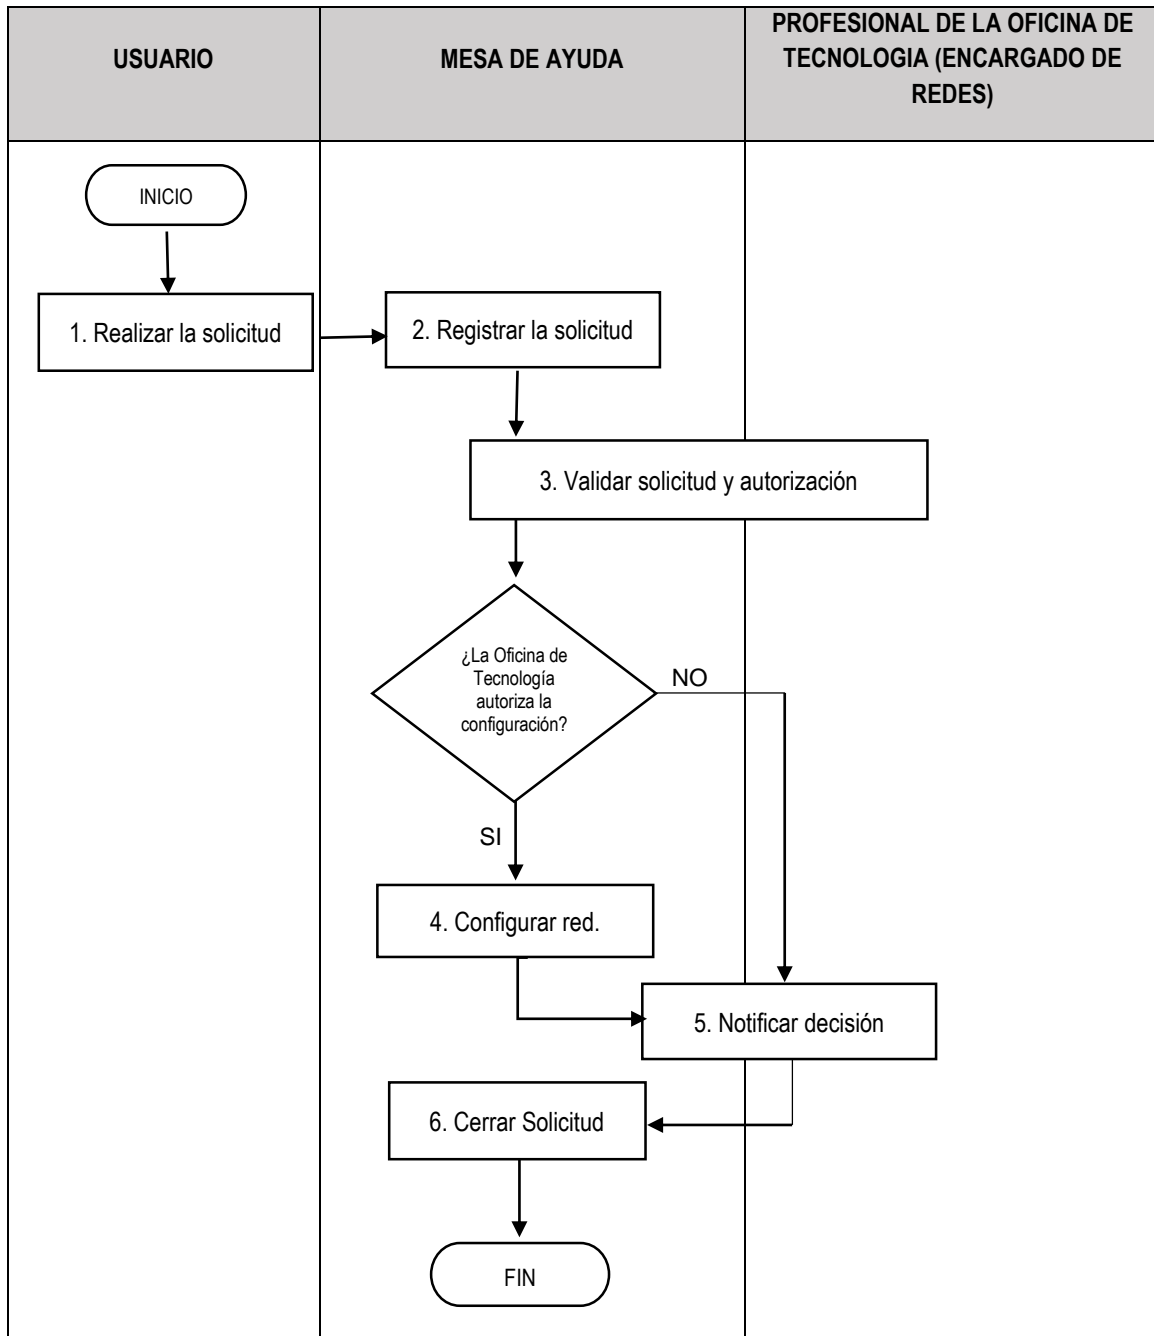 USUARIO
MESA DE AYUDA
PROFESIONAL DE LA OFICINA DE
TECNOLOGIA (ENCARGADO DE
REDES)
INICIO
1. Realizar la solicitud
2. Registrar la solicitud
3. Validar solicitud y autorización
¿La Oficina de
Tecnología
autoriza la
configuración?
NO
SI
4. Configurar red.
5. Notificar decisión
6. Cerrar Solicitud
FIN